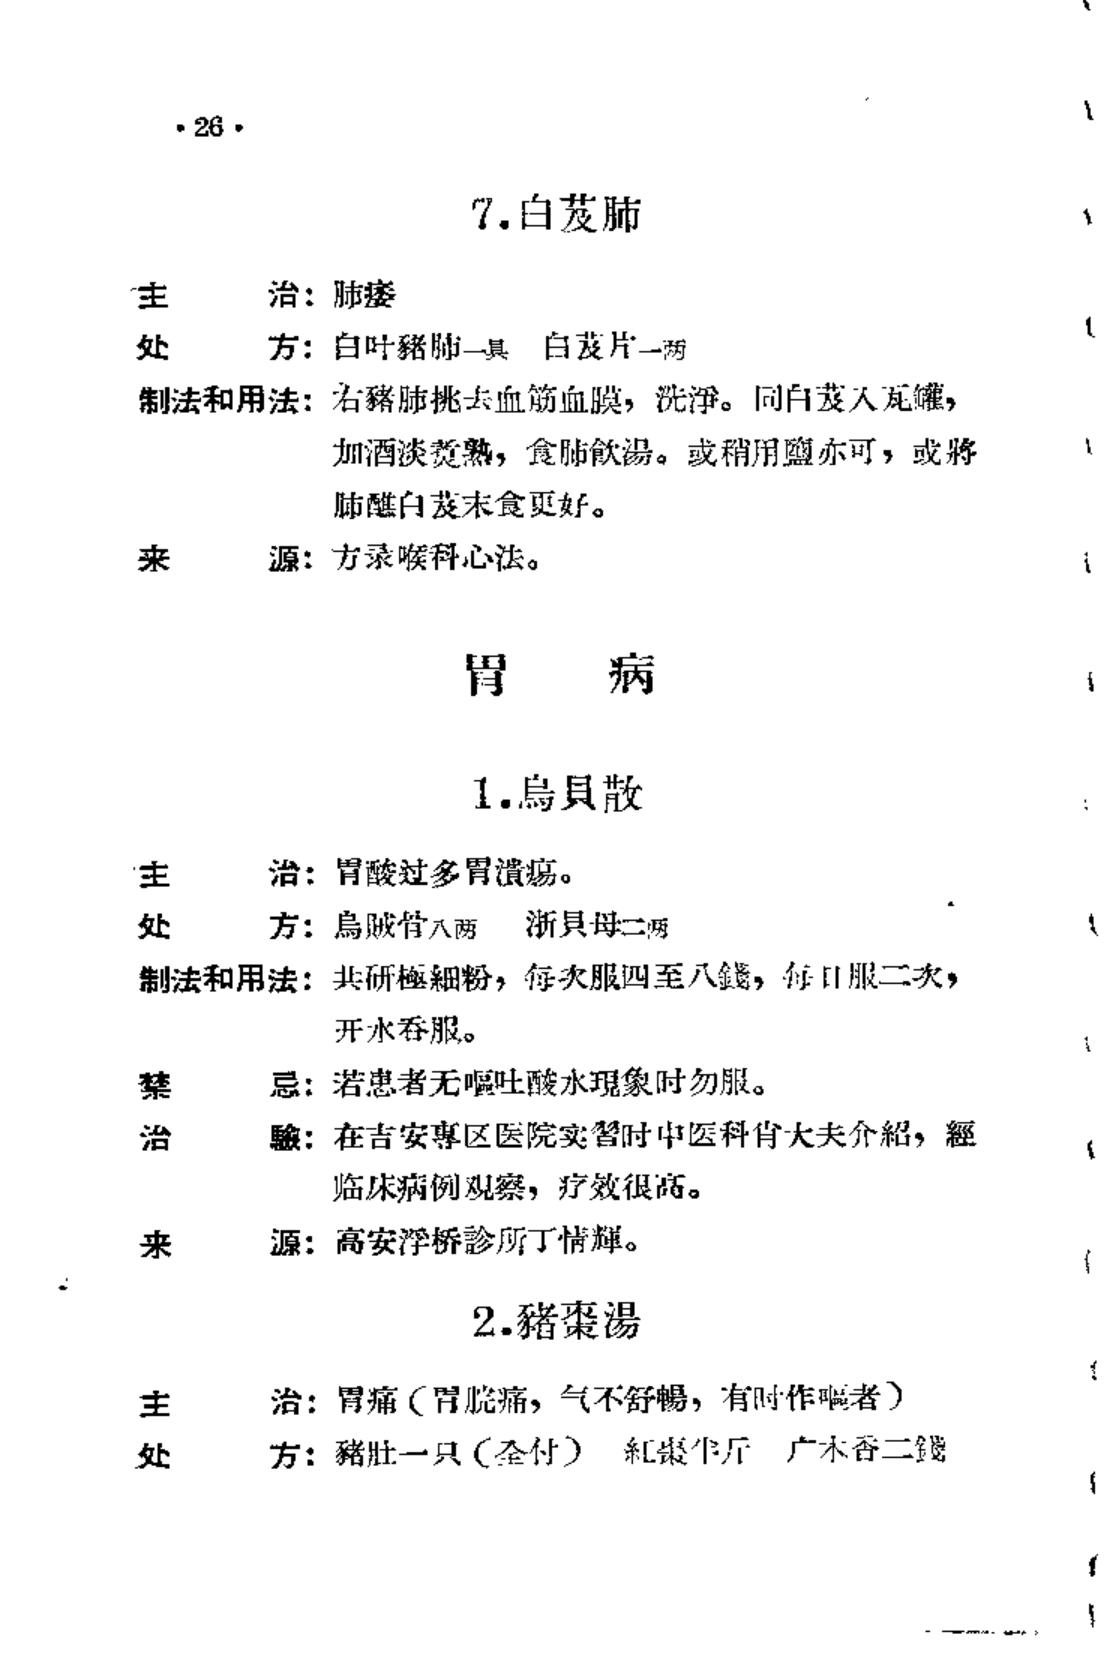 ·26·
7.白芨肺
主　　治：肺痿
处　　方：白叶豬肺一具　白芨片一两
制法和用法：右豬肺挑去血筋血膜，洗淨。同白芨入瓦罐，
加酒淡煑熟，食肺飲湯。或稍用鹽亦可，或將
肺醮白芨末食更好。
来　　源：方录喉科心法。
胃　　病
1.烏貝散
主　　治：胃酸过多胃潰瘍。
处　　方：烏賊骨八两　浙貝母二两
制法和用法：共研極細粉，每次服四至八錢，每日服二次，
开水吞服。
禁　　忌：若患者无嘔吐酸水現象时勿服。
治　　驗：在吉安專区医院实習时中医科肖大夫介紹，經
临床病例观察，疗效很高。
来　　源：高安浮桥診所丁情輝。
2.豬棗湯
主　　治：胃痛（胃脘痛，气不舒暢，有时作嘔者）
处　　方：豬肚一只（全付）　紅棗半斤　广木香二錢